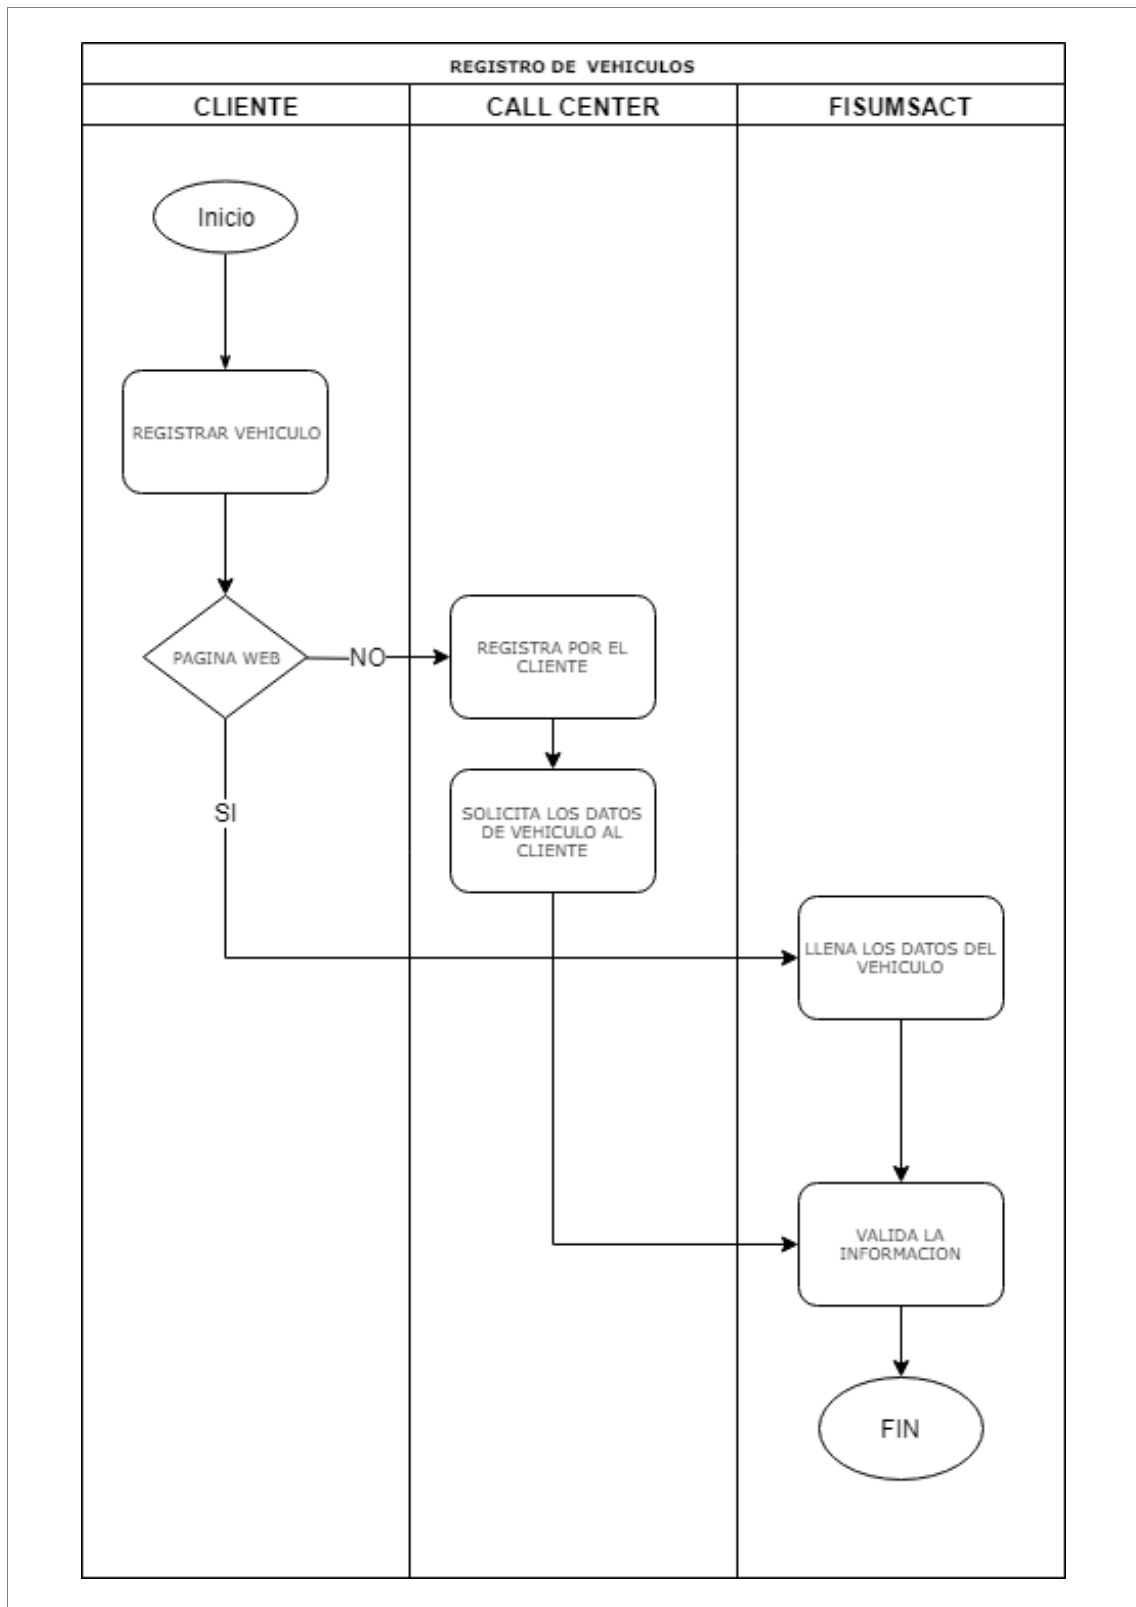 REGISTRO DE VEHICULOS
CLIENTE
CALL CENTER
FISUMSACT
Inicio
REGISTRAR VEHICULO
PAGINA WEB
NO
REGISTRA POR EL
CLIENTE
SOLICITA LOS DATOS
DE VEHICULO AL
CLIENTE
SI
LLENA LOS DATOS DEL
VEHICULO
VALIDA LA
INFORMACION
FIN